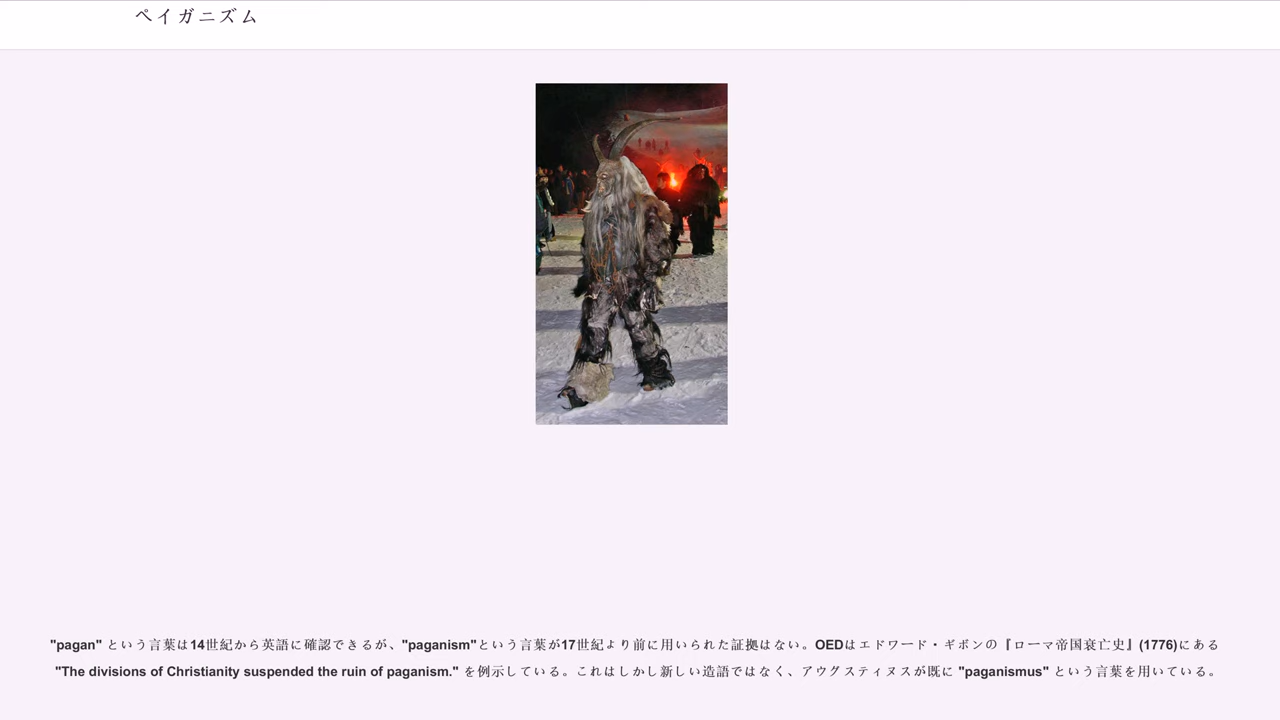 ペイガニズム
"pagan" という言葉は14世紀から英語に確認できるが、"paganism"という言葉が17世紀より前に用いられた証拠はない。OEDはエドワード・ギボンの『ローマ帝国衰亡史』(1776)にある
"The divisions of Christianity suspended the ruin of paganism." を例示している。これはしかし新しい造語ではなく、アウグスティヌスが既に "paganismus" という言葉を用いている。